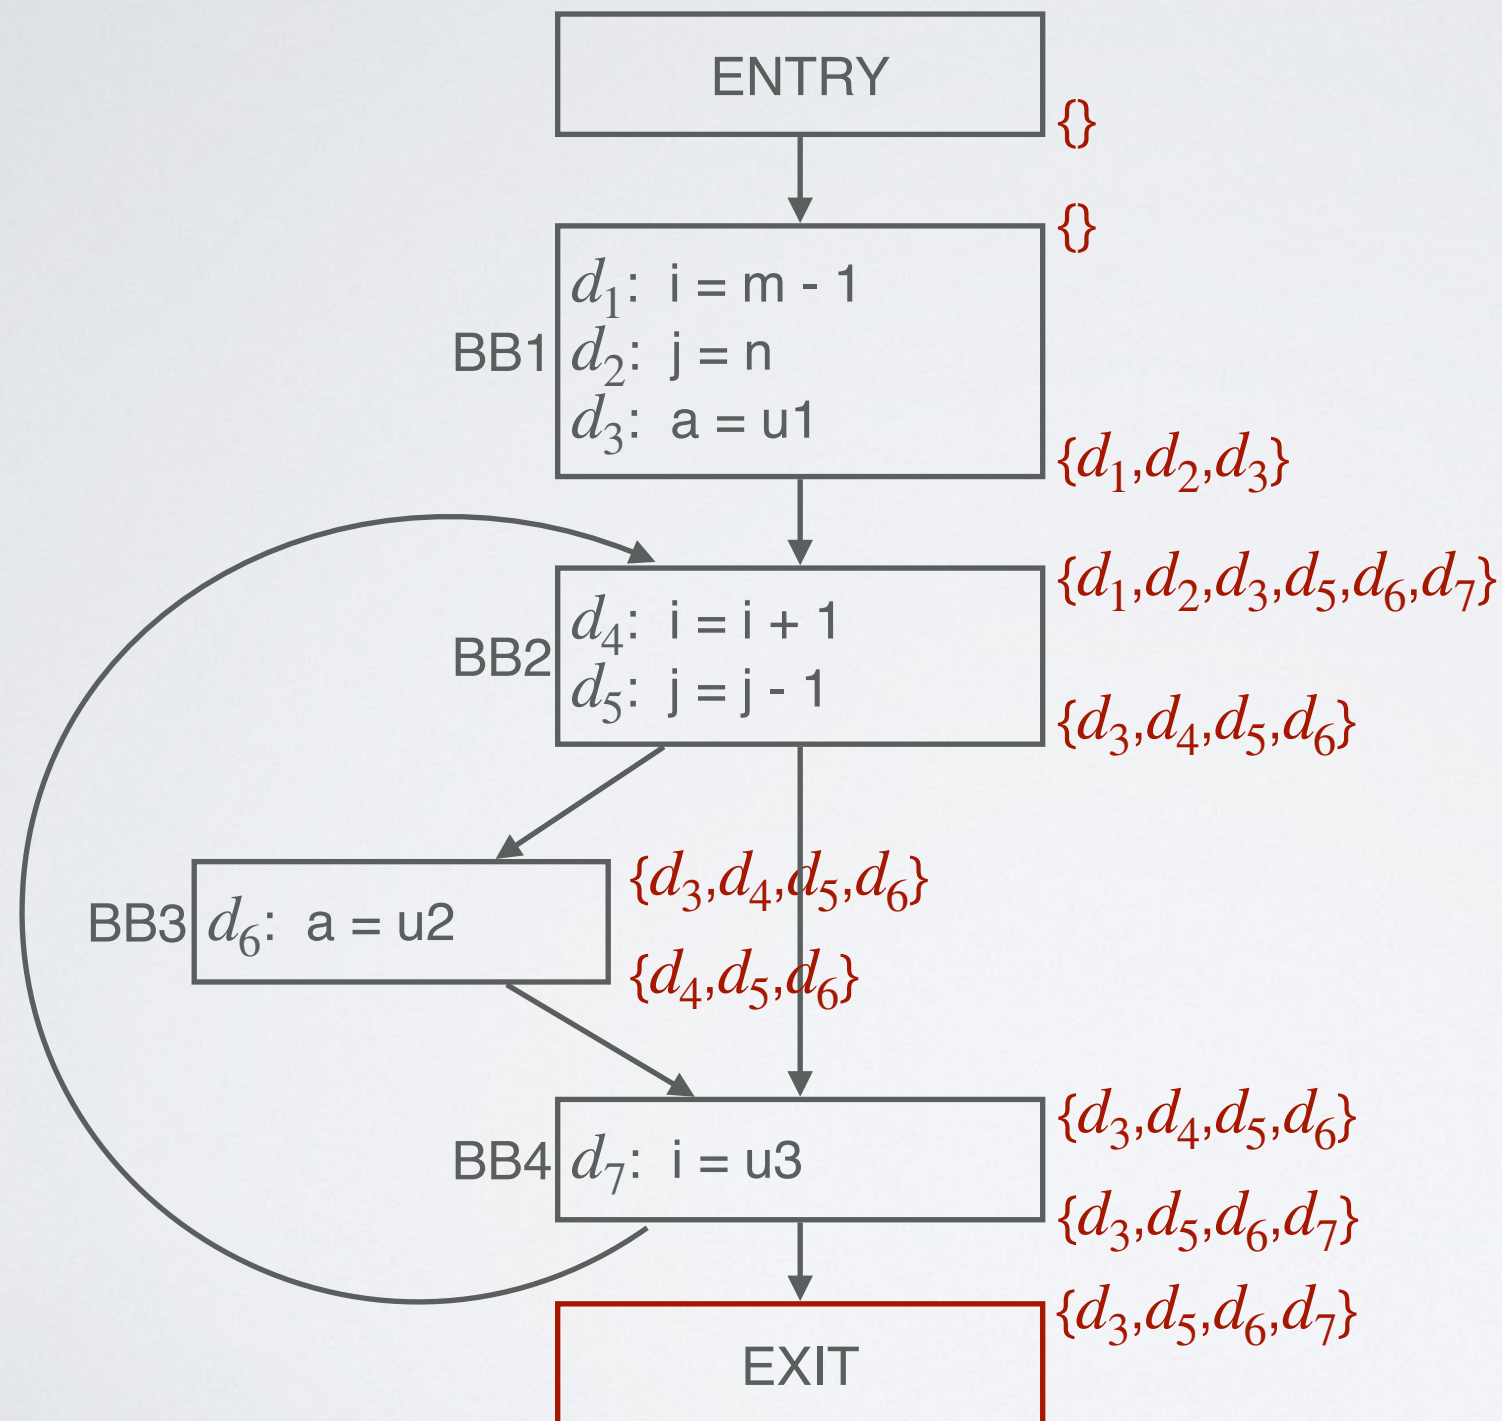 ENTRY
{}
{}
d₁: i = m - 1
BB1 d₂: j = n
d₃: a = u1
{d₁,d₂,d₃}
{d₁,d₂,d₃,d₅,d₆,d₇}
d₄: i = i + 1
BB2
d₅: j = j - 1
{d₃,d₄,d₅,d₆}
{d₃,d₄,d₅,d₆}
BB3 d₆: a = u2
{d₄,d₅,d₆}
{d₃,d₄,d₅,d₆}
BB4 d₇: i = u3
{d₃,d₅,d₆,d₇}
{d₃,d₅,d₆,d₇}
EXIT